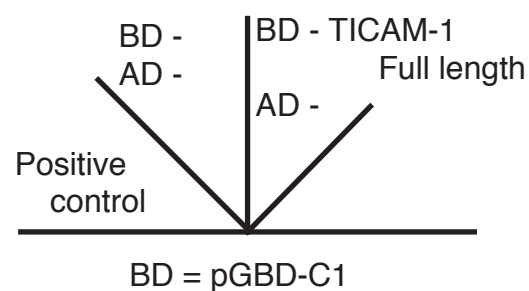 BD -
AD -
BD - TICAM-1
Full length
AD -
Positive
control
BD = pGBD-C1